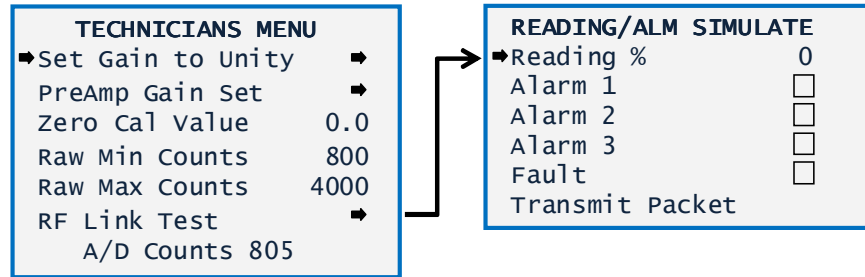 TECHNICIANS MENU
Set Gain to Unity
PreAmp Gain Set
Zero Cal Value 0.0
Raw Min Counts 800
Raw Max Counts 4000
RF Link Test
A/D Counts 805
READING/ALM SIMULATE
Reading % 0
Alarm 1
Alarm 2
Alarm 3
Fault
Transmit Packet